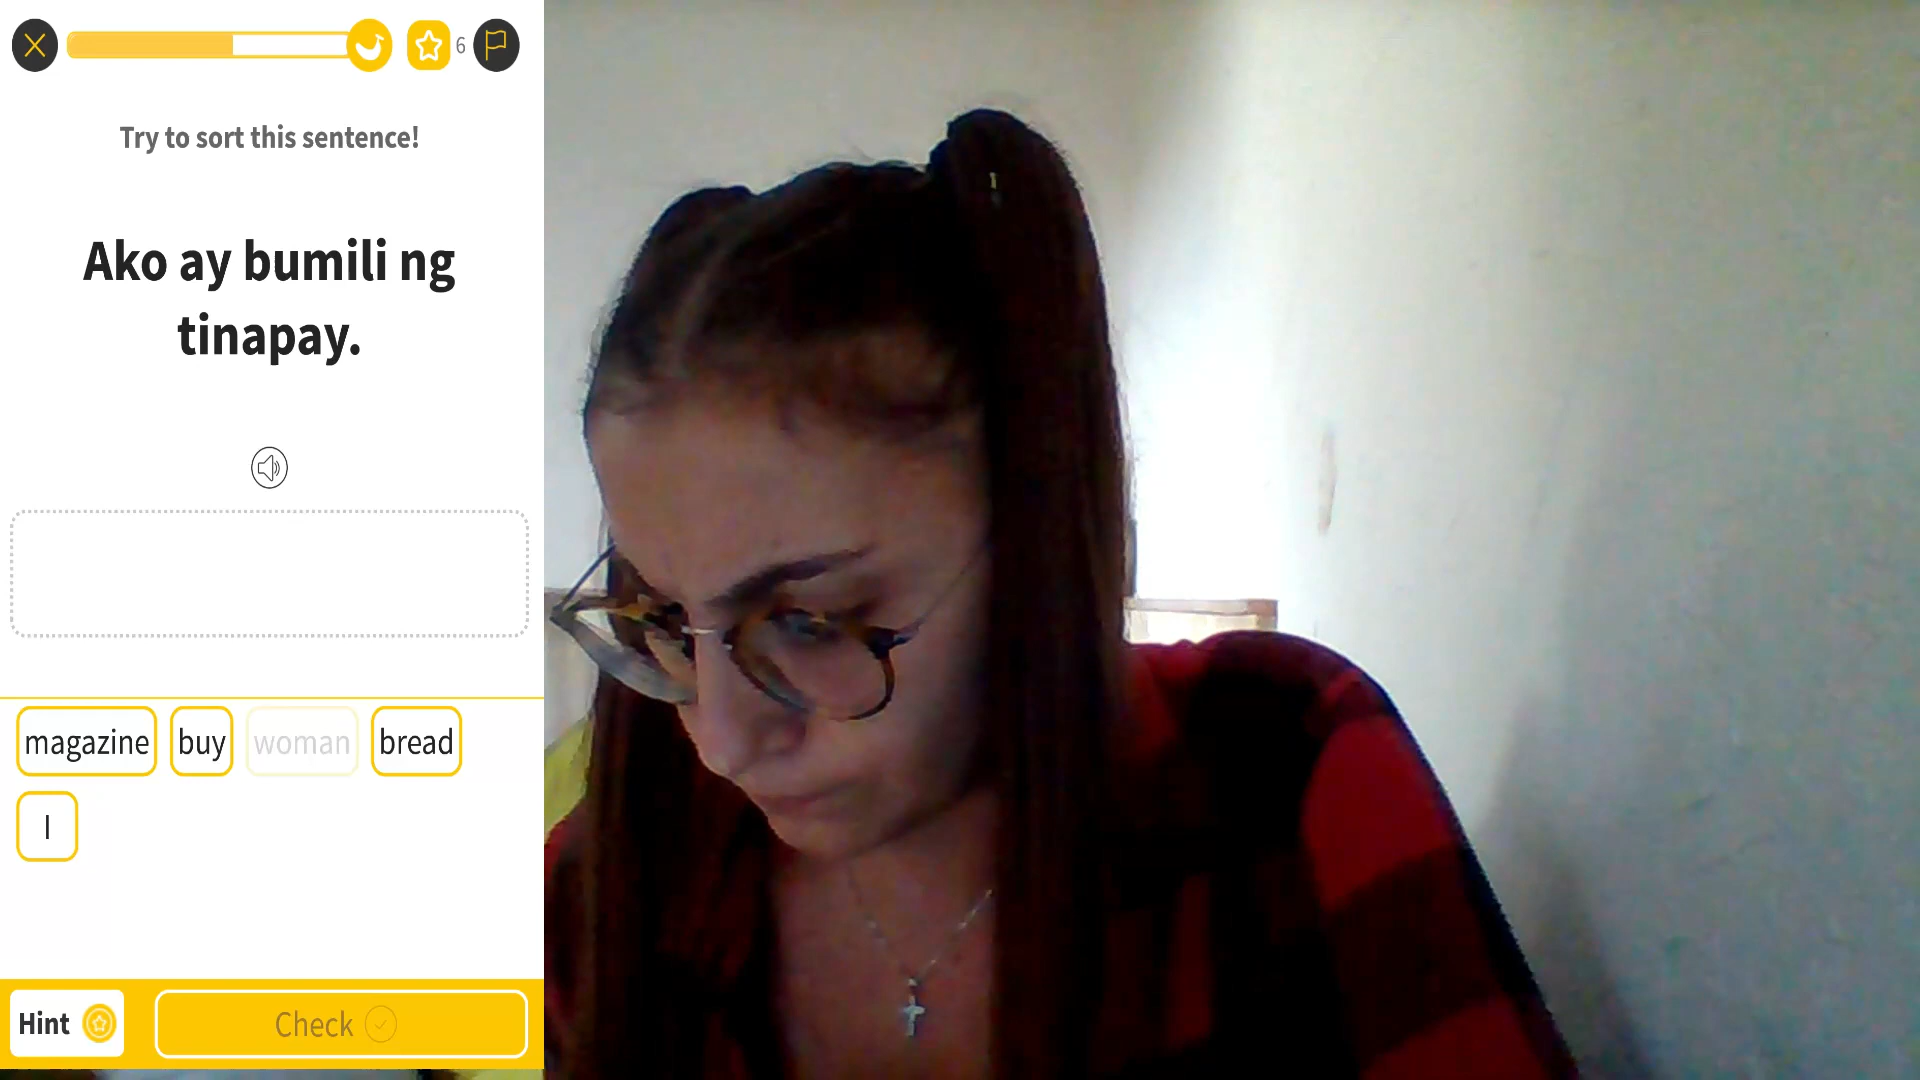 6
Try to sort this sentence!
Ako ay bumili ng
tinapay.
magazine buy woman bread
I
Hint Check